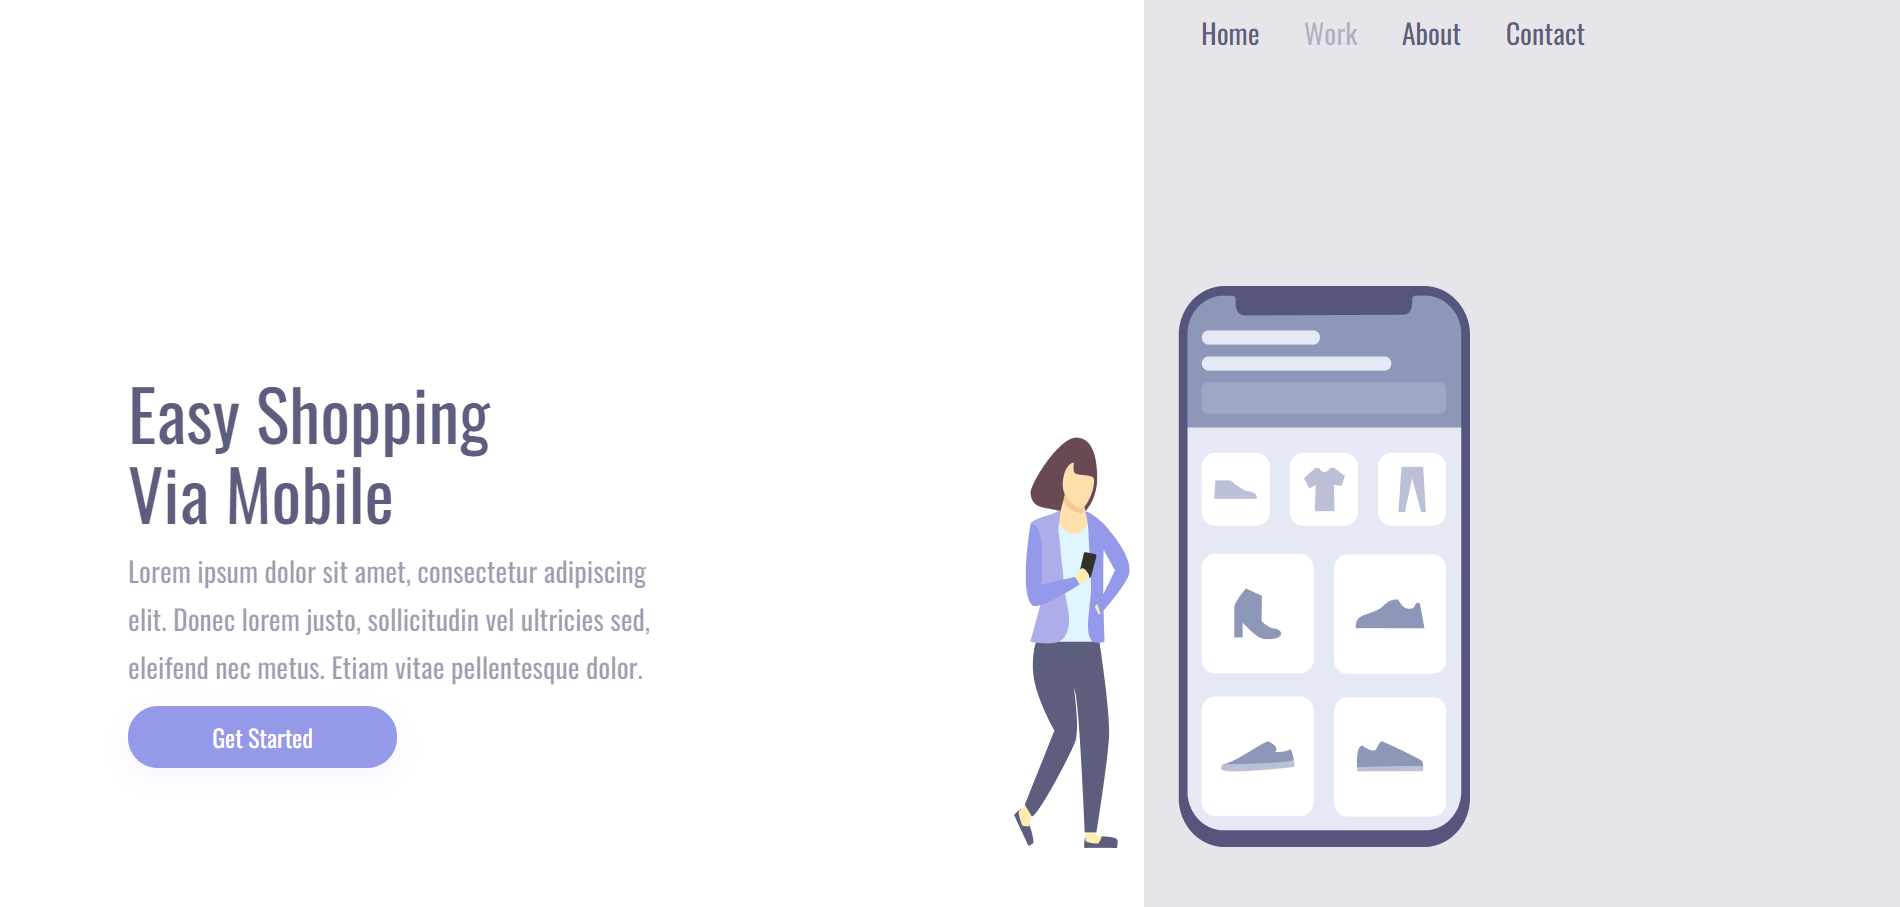 Home Work About Contact
Easy Shopping
Via Mobile
Lorem ipsum dolor sit amet, consectetur adipiscing
elit. Donec lorem justo, sollicitudin vel ultricies sed,
eleifend nec metus. Etiam vitae pellentesque dolor.
Get Started